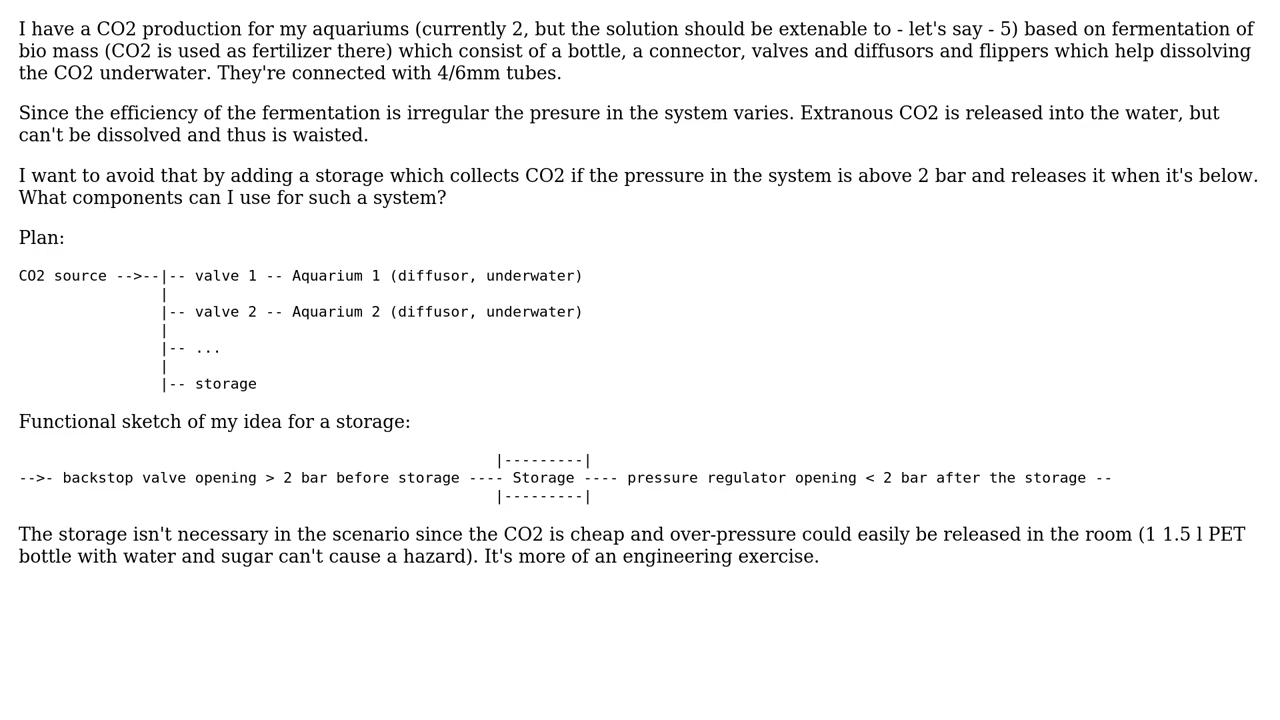 I have a CO2 production for my aquariums (currently 2, but the solution should be extenable to - let's say - 5) based on fermentation of
bio mass (CO2 is used as fertilizer there) which consist of a bottle, a connector, valves and diffusors and flippers which help dissolving
the CO2 underwater. They're connected with 4/6mm tubes.
Since the efficiency of the fermentation is irregular the presure in the system varies. Extranous CO2 is released into the water, but
can't be dissolved and thus is waisted.
I want to avoid that by adding a storage which collects CO2 if the pressure in the system is above 2 bar and releases it when it's below.
What components can I use for such a system?
Plan:
CO2 source -->--|-- valve 1 -- Aquarium 1 (diffusor, underwater)
                |
                |-- valve 2 -- Aquarium 2 (diffusor, underwater)
                |
                |-- ...
                |
                |-- storage
Functional sketch of my idea for a storage:
                                                      |---------|
-->- backstop valve opening > 2 bar before storage ---- Storage ---- pressure regulator opening < 2 bar after the storage --
                                                      |---------|
The storage isn't necessary in the scenario since the CO2 is cheap and over-pressure could easily be released in the room (1 1.5 l PET
bottle with water and sugar can't cause a hazard). It's more of an engineering exercise.